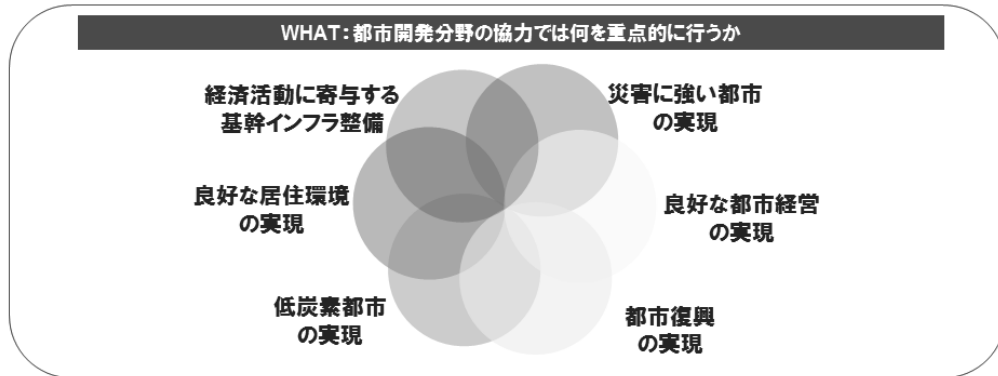 WHAT：都市開発分野の協力では何を重点的に行うか
経済活動に寄与する
基幹インフラ整備
災害に強い都市
の実現
良好な居住環境
の実現
良好な都市経営
の実現
低炭素都市
の実現
都市復興
の実現